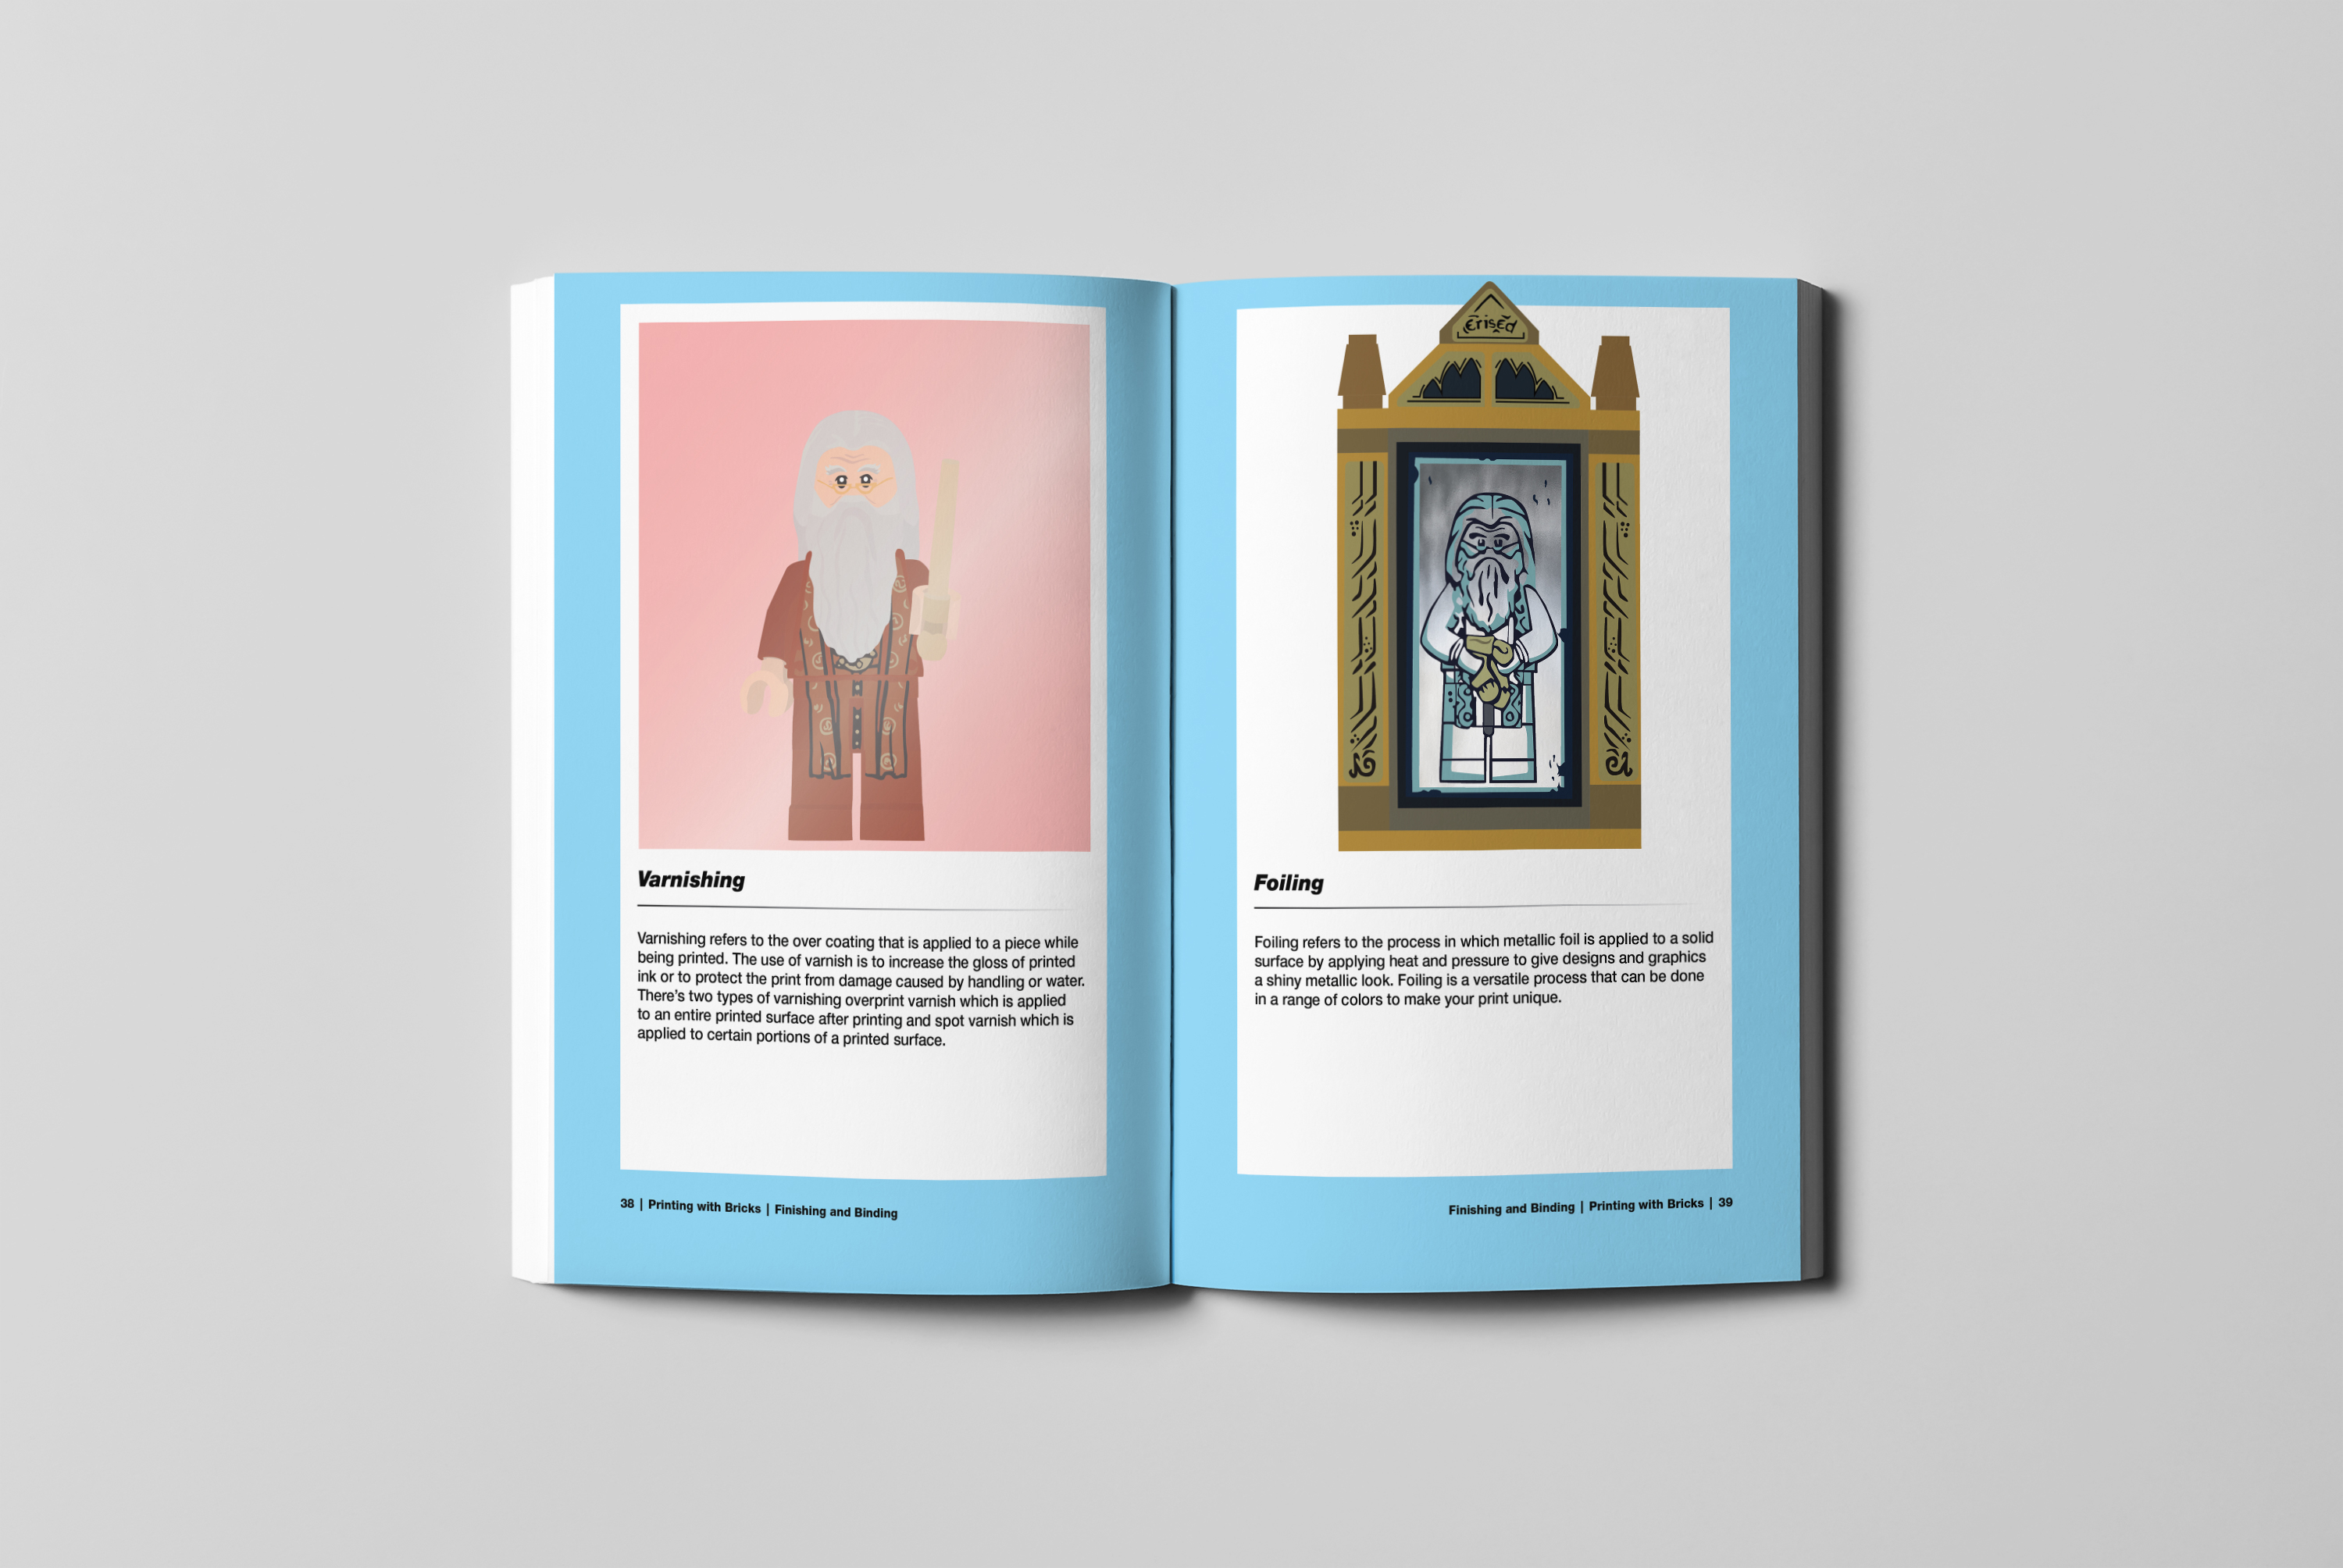 Varnishing
Varnishing refers to the over coating that is applied to a piece while
being printed. The use of varnish is to increase the gloss of printed
ink or to protect the print from damage caused by handling or water.
There's two types of varnishing overprint varnish which is applied
to an entire printed surface after printing and spot varnish which is
applied to certain portions of a printed surface.
38 | Printing with Bricks | Finishing and Binding
Erised
Foiling
Foiling refers to the process in which metallic foil is applied to a solid
surface by applying heat and pressure to give designs and graphics
a shiny metallic look. Foiling is a versatile process that can be done
in a range of colors to make your print unique.
Finishing and Binding | Printing with Bricks | 39